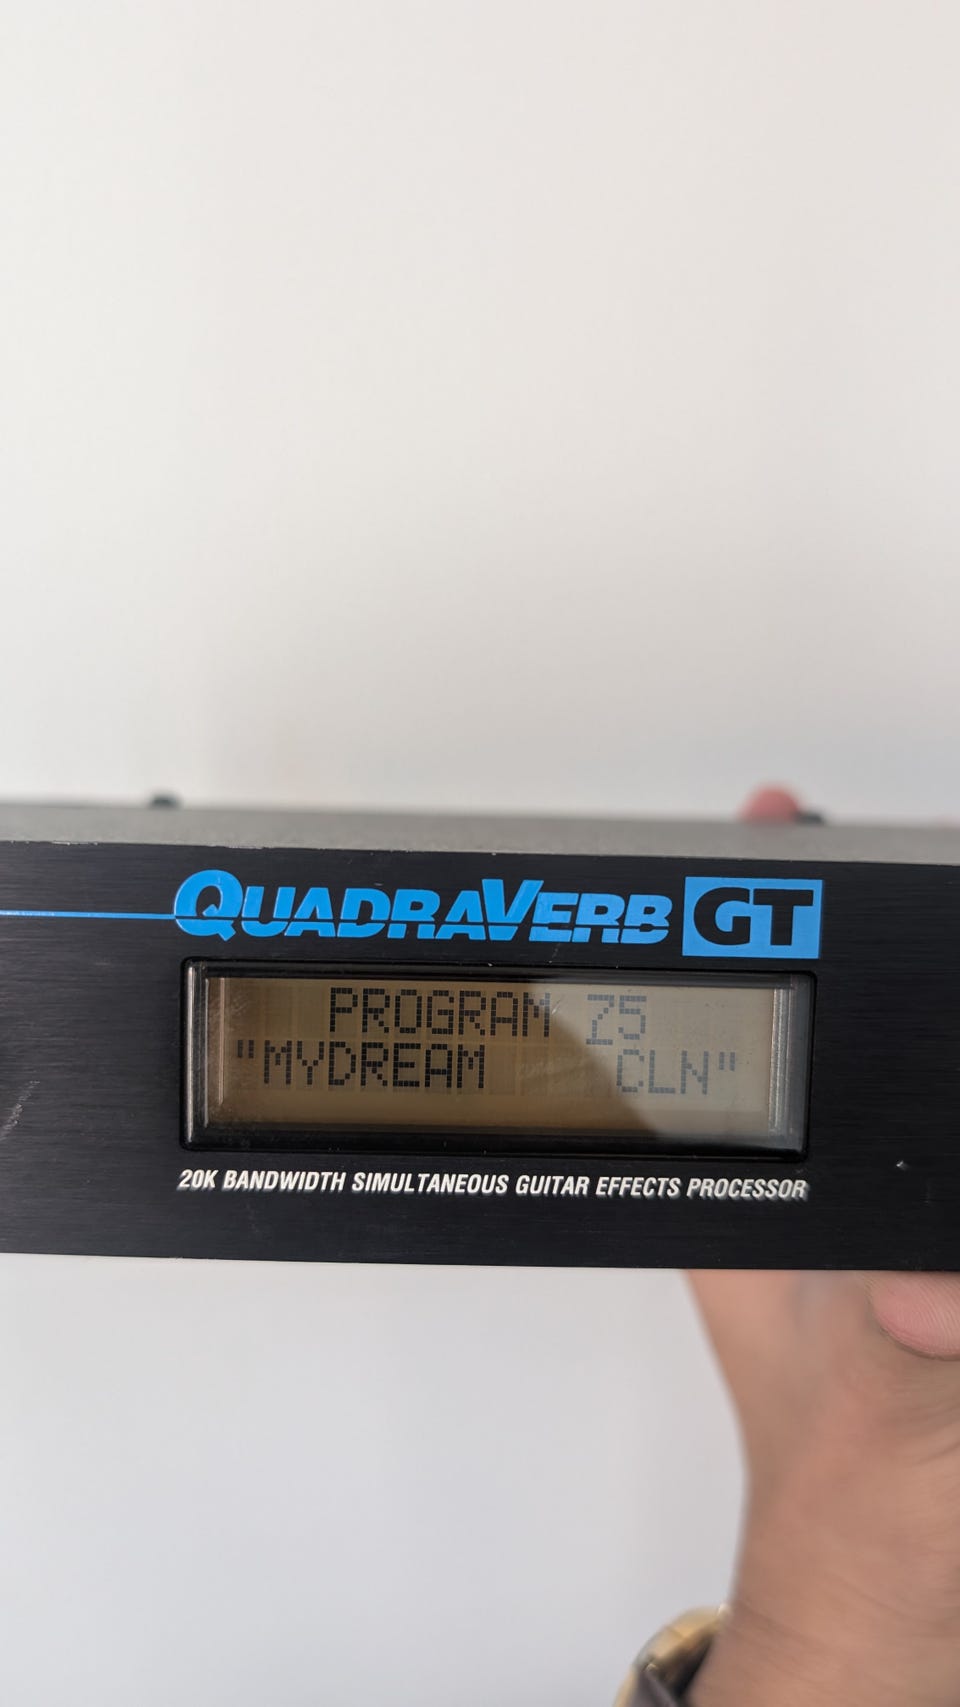 QUADRAVERB GT
PROGRAM 75
"MYDREAM CLN"
20K BANDWIDTH SIMULTANEOUS GUITAR EFFECTS PROCESSOR